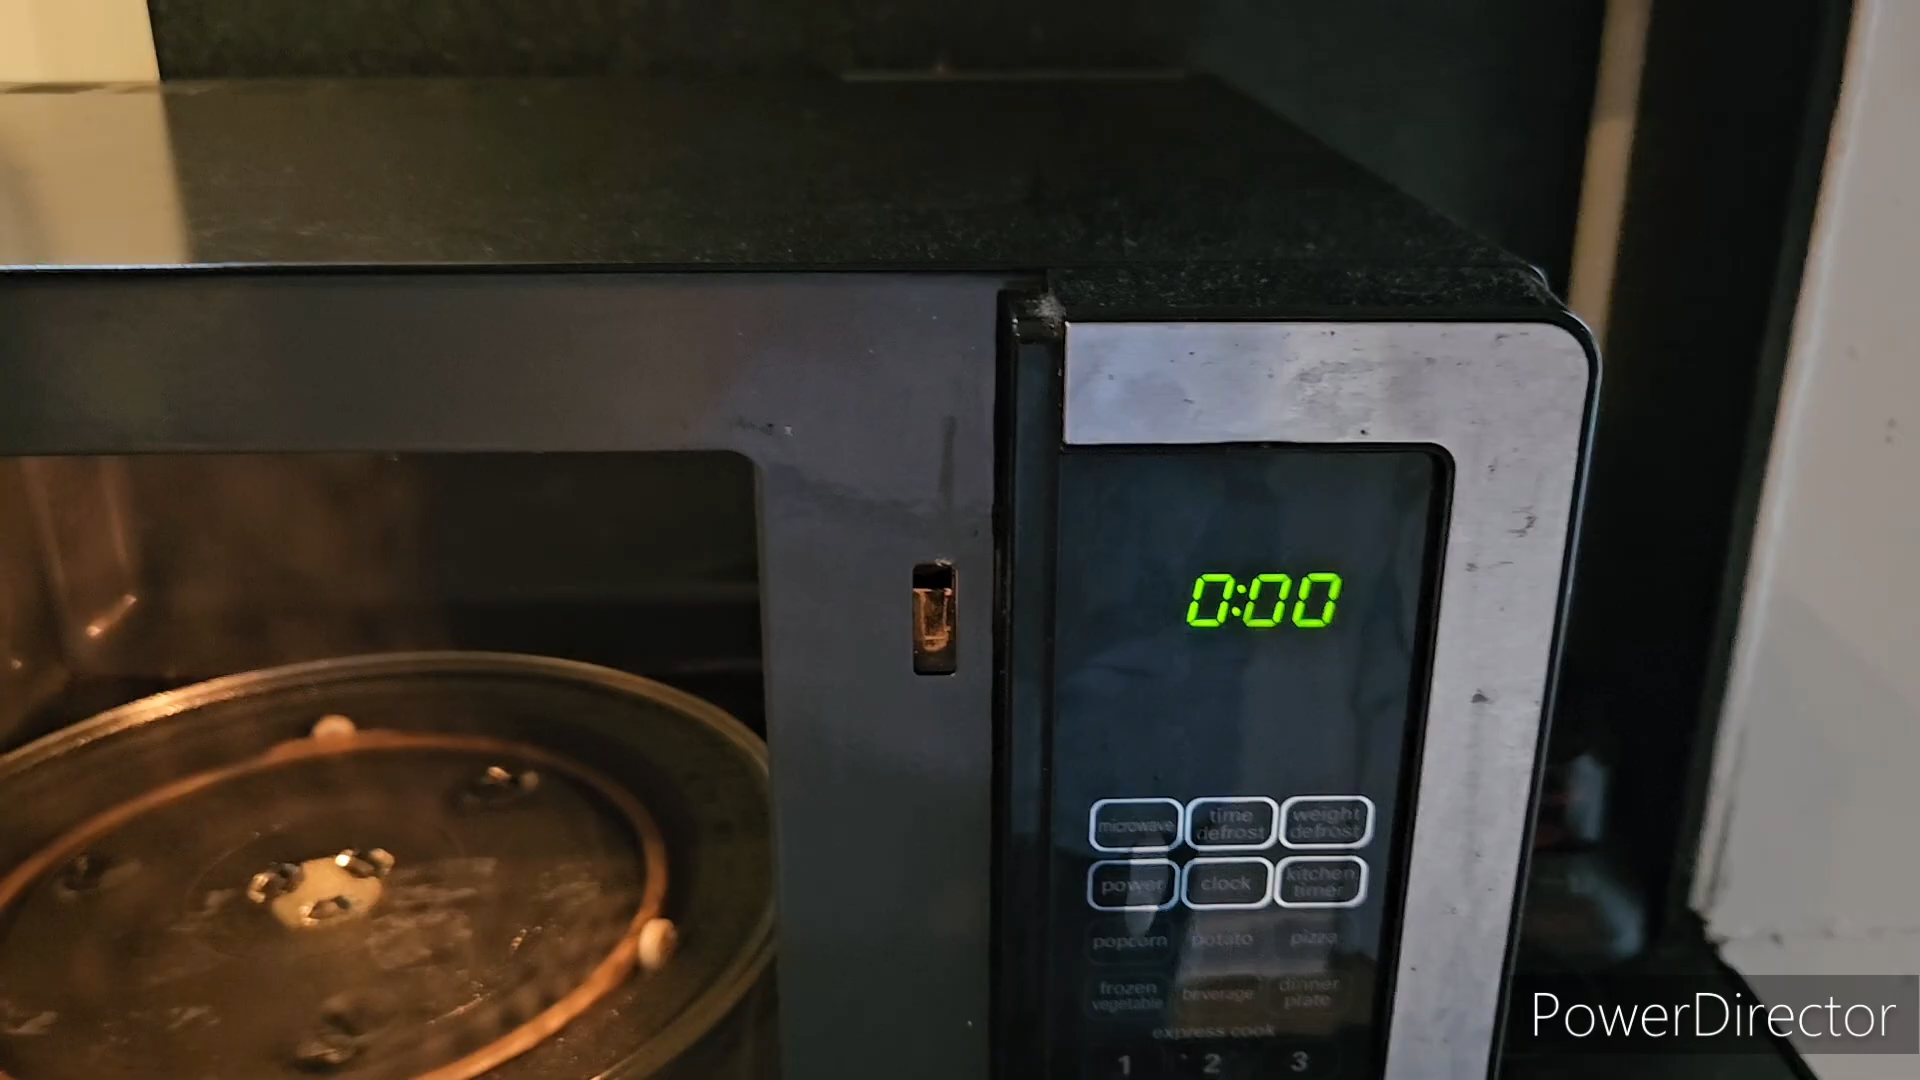 0:00
microwave time defrost weight defrost
power clock kitchen timer
popcorn potato pizza
frozen vegetable beverage dinner plate
express cook
1 2 3
PowerDirector